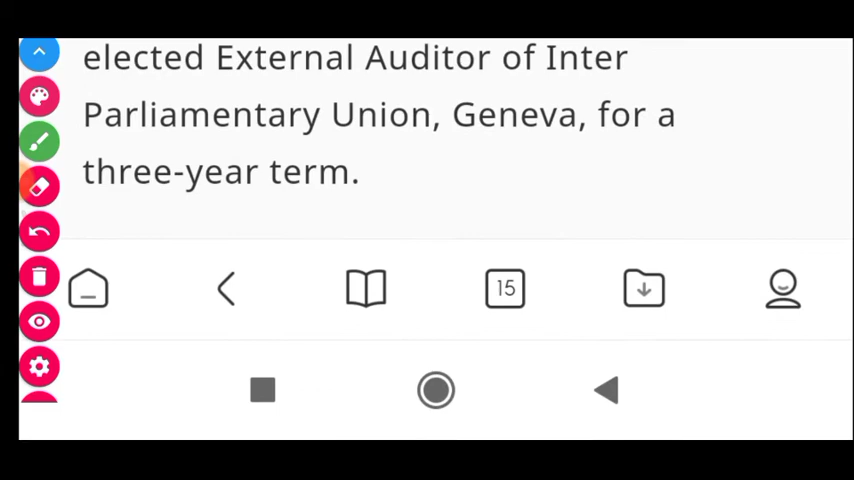 elected External Auditor of Inter
Parliamentary Union, Geneva, for a
three-year term.
15